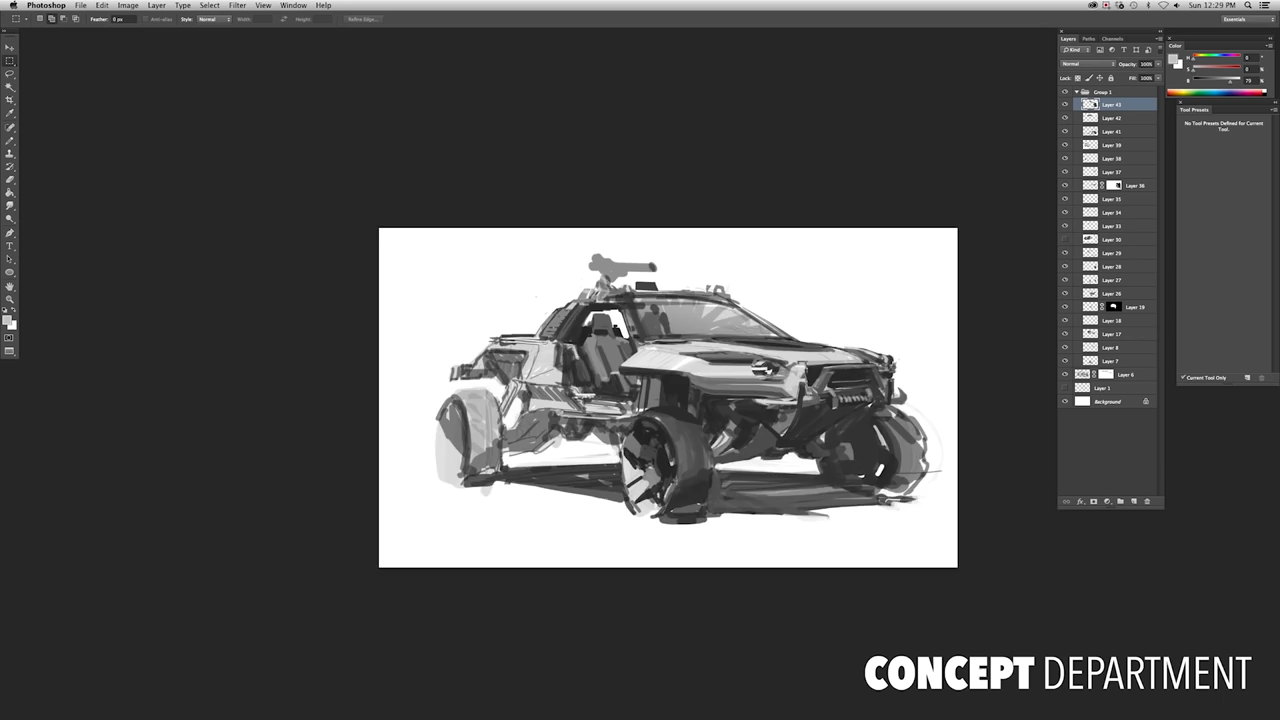 Photoshop File Edit Image Layer Type Select Filter View Window Help Sun 12:29 PM
Feather: 0 px Anti-alias Style: Normal Width: Height: Refine Edge... Essentials
Layers Paths Channels
Kind
Normal Opacity: 100%
Lock: Fill: 100%
Group 1
Layer 43
Layer 42
Layer 41
Layer 39
Layer 38
Layer 37
Layer 36
Layer 35
Layer 34
Layer 33
Layer 30
Layer 29
Layer 28
Layer 27
Layer 26
Layer 19
Layer 18
Layer 17
Layer 8
Layer 7
Layer 6
Layer 1
Background
Color
H 0 °
S 0 %
B 79 %
Tool Presets
No Tool Presets Defined for Current
Tool.
Current Tool Only
CONCEPT DEPARTMENT